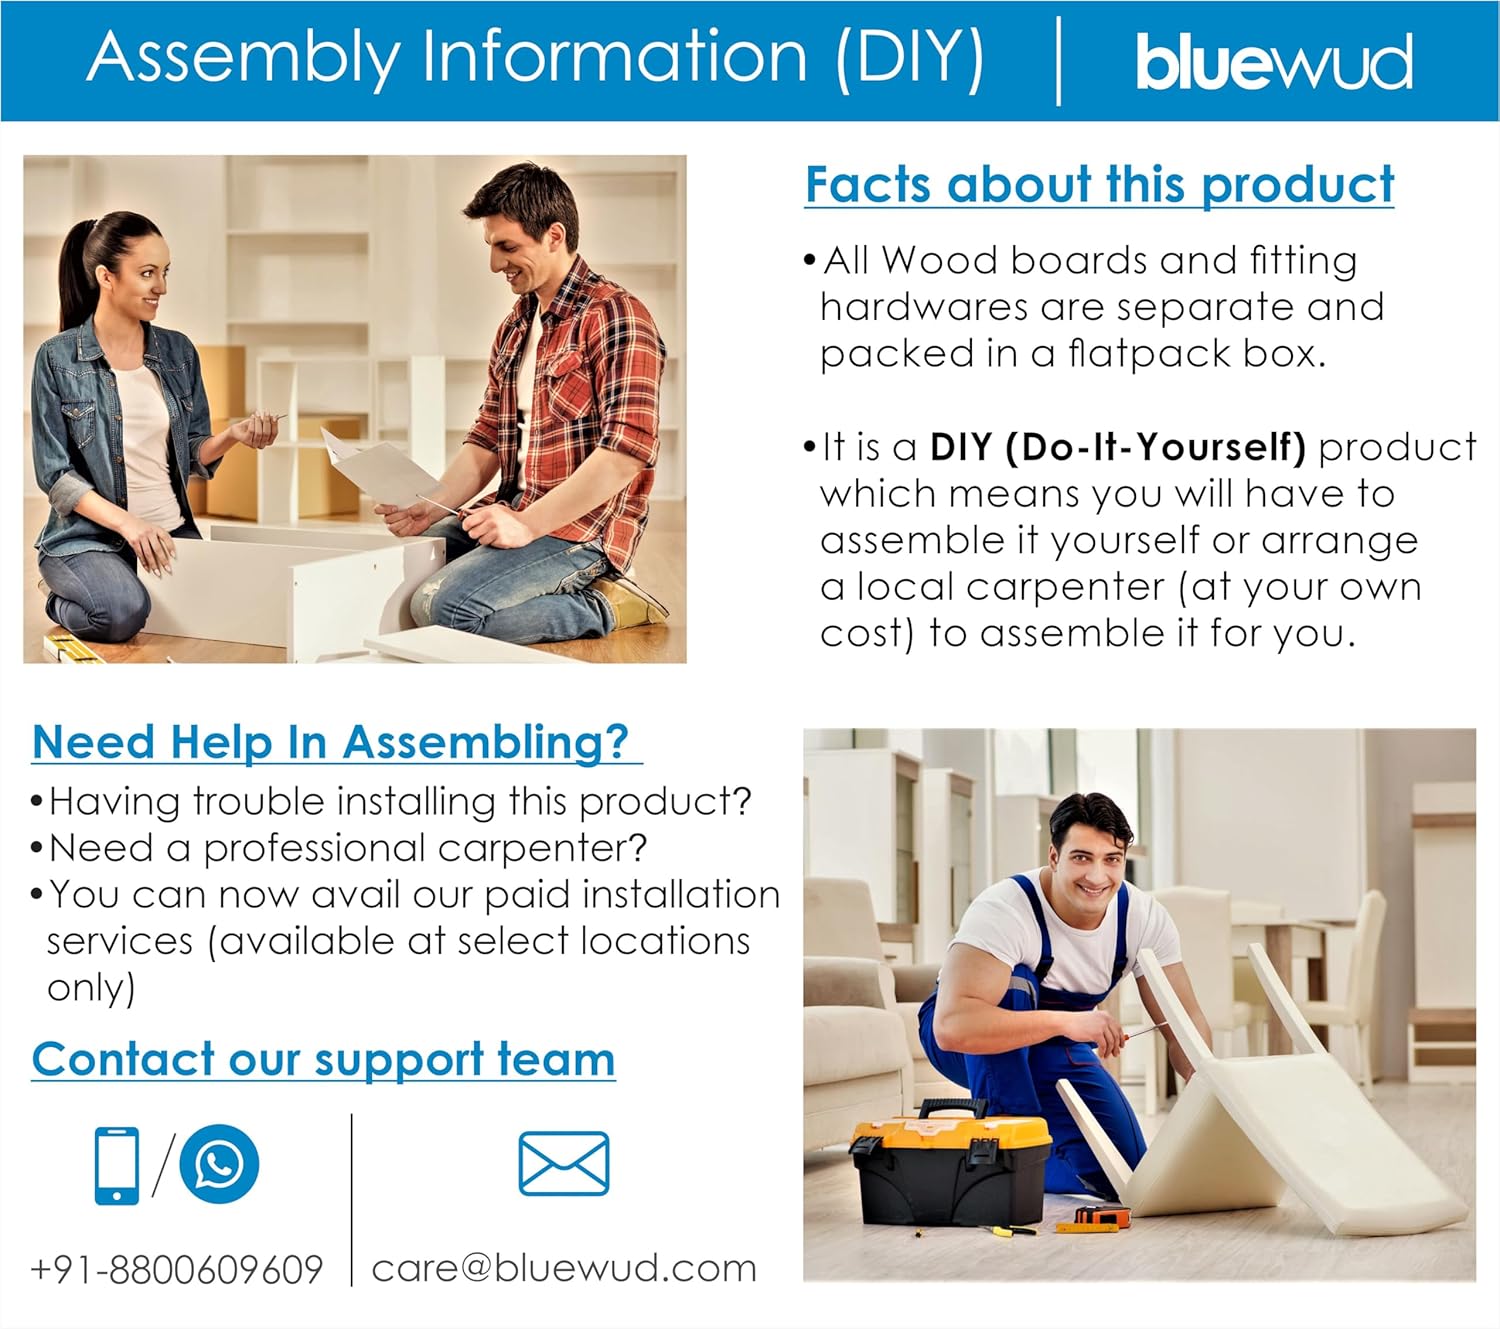 Assembly Information (DIY)
bluewud
Facts about this product
•All Wood boards and fitting
hardwares are separate and
packed in a flatpack box.
•It is a DIY (Do-It-Yourself) product
which means you will have to
assemble it yourself or arrange
a local carpenter (at your own
cost) to assemble it for you.
Need Help In Assembling?
•Having trouble installing this product?
•Need a professional carpenter?
•You can now avail our paid installation
services (available at select locations
only)
Contact our support team
/
+91-8800609609
care@bluewud.com